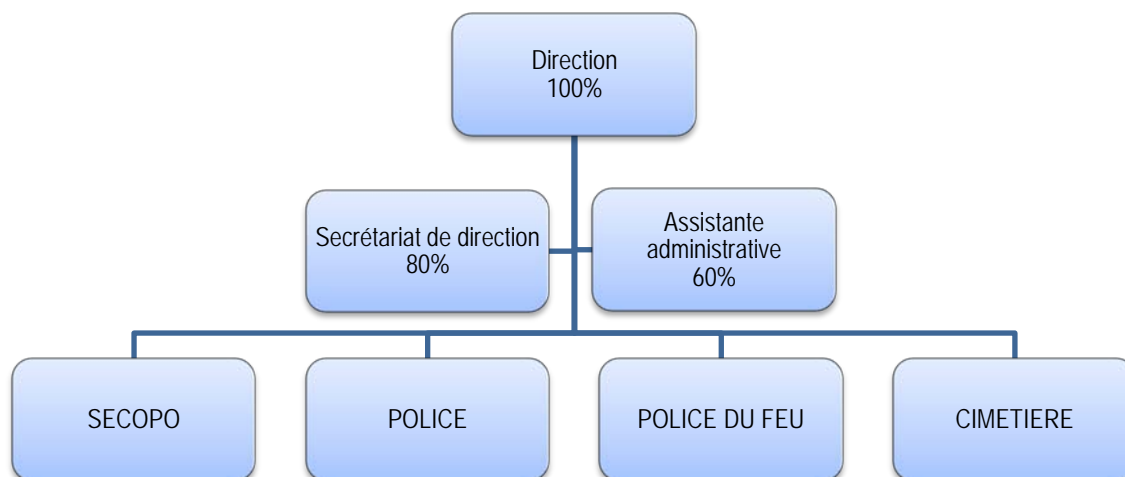 Direction
100%
Secrétariat de direction
80%
Assistante
administrative
60%
SECOPO
POLICE
POLICE DU FEU
CIMETIERE